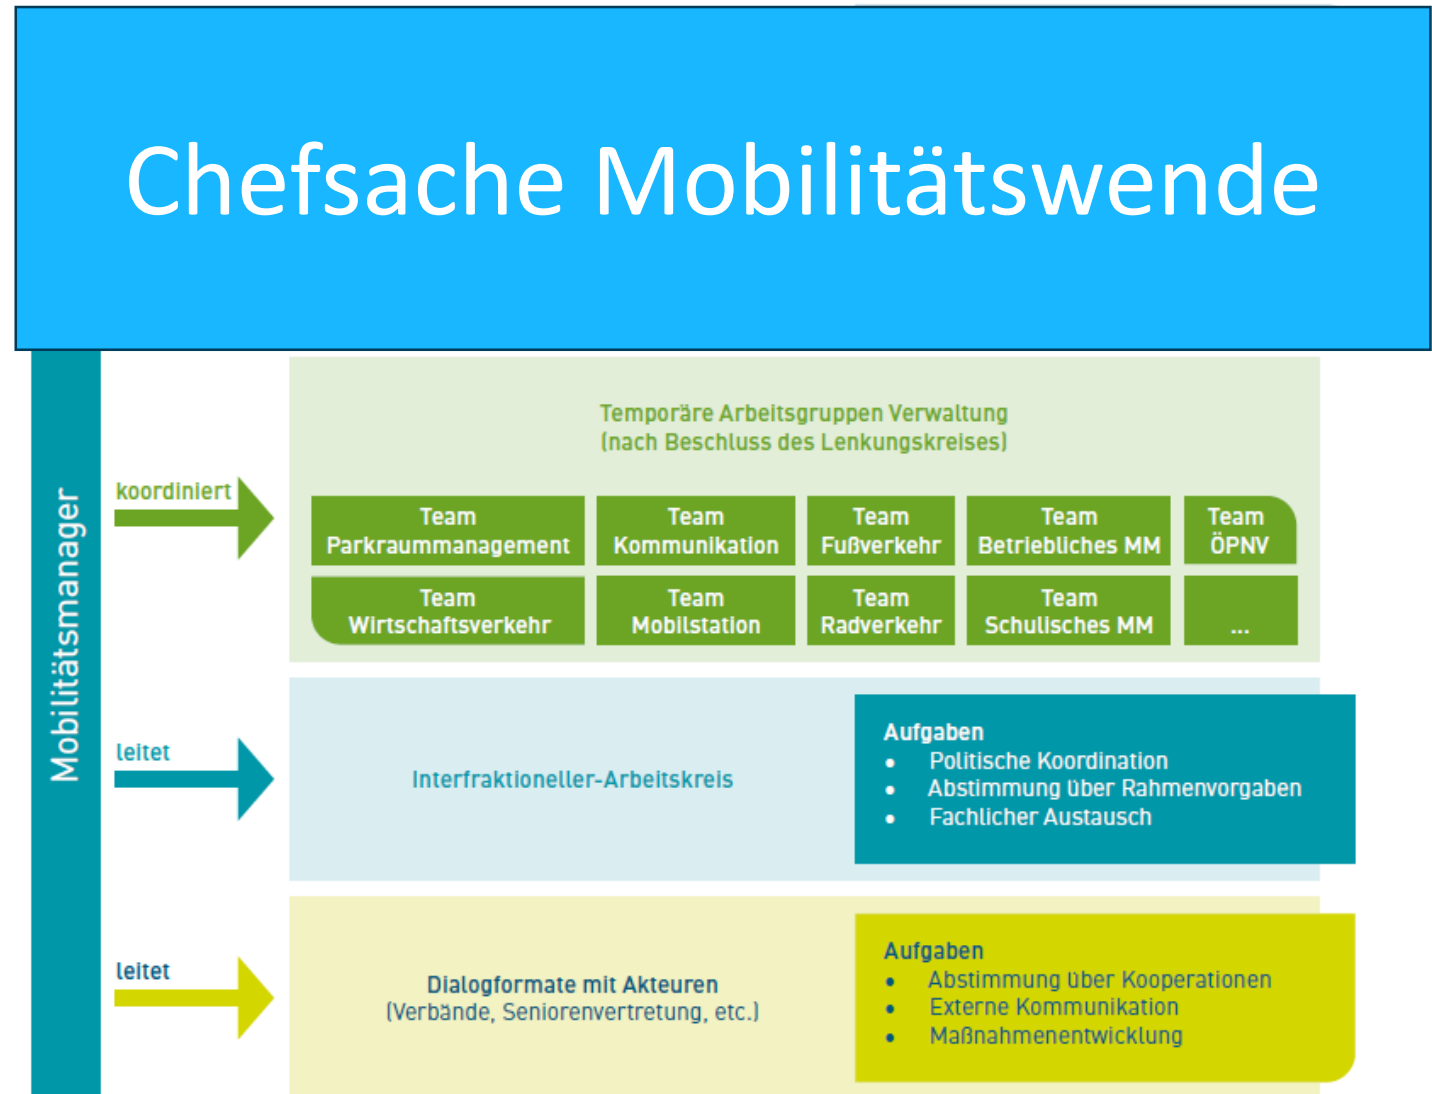 Chefsache Mobilitätswende
Mobilitätsmanager
koordiniert
Temporäre Arbeitsgruppen Verwaltung
(nach Beschluss des Lenkungskreises)
Team
Parkraummanagement
Team
Kommunikation
Team
Fußverkehr
Team
Betriebliches MM
Team
ÖPNV
Team
Wirtschaftsverkehr
Team
Mobilstation
Team
Radverkehr
Team
Schulisches MM
...
leitet
Interfraktioneller-Arbeitskreis
Aufgaben
• Politische Koordination
• Abstimmung über Rahmenvorgaben
• Fachlicher Austausch
leitet
Dialogformate mit Akteuren
(Verbände, Seniorenvertretung, etc.)
Aufgaben
• Abstimmung über Kooperationen
• Externe Kommunikation
• Maßnahmenentwicklung